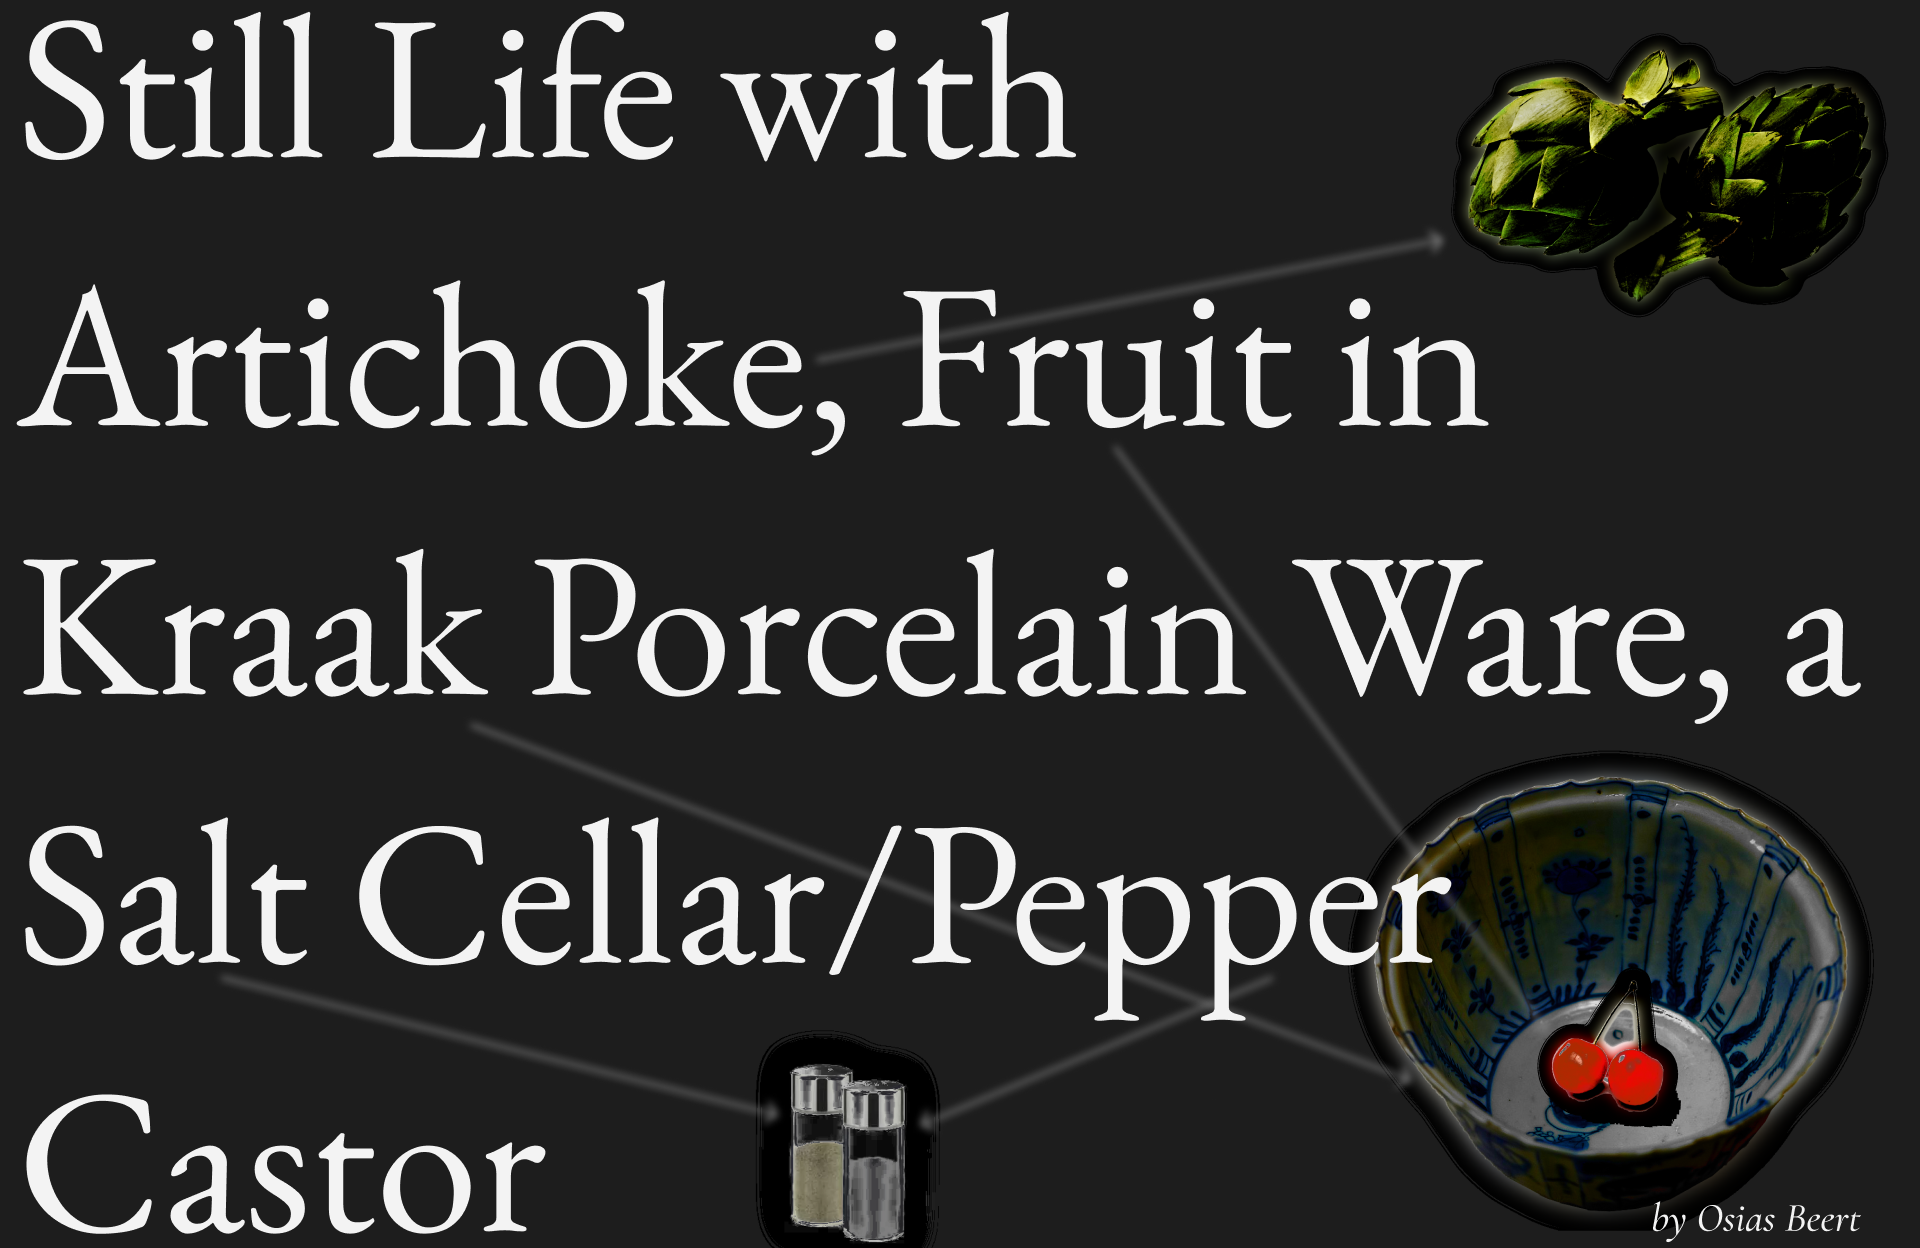 Still Life with
Artichoke, Fruit in
Kraak Porcelain Ware, a
Salt Cellar/Pepper
Castor
by Osias Beert